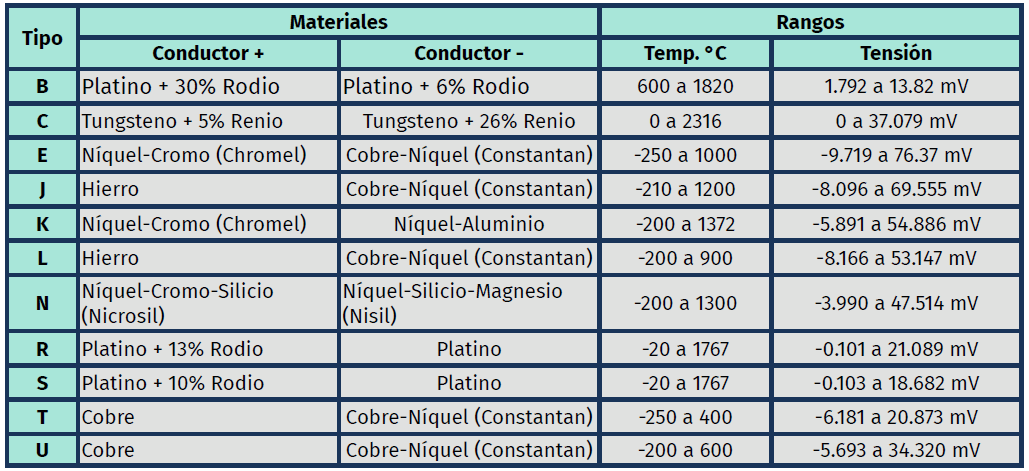 Tipo Materiales Rangos
Conductor + Conductor - Temp. °C Tensión
B Platino + 30% Rodio Platino + 6% Rodio 600 a 1820 1.792 a 13.82 mV
C Tungsteno + 5% Renio Tungsteno + 26% Renio 0 a 2316 0 a 37.079 mV
E Níquel-Cromo (Chromel) Cobre-Níquel (Constantan) -250 a 1000 -9.719 a 76.37 mV
J Hierro Cobre-Níquel (Constantan) -210 a 1200 -8.096 a 69.555 mV
K Níquel-Cromo (Chromel) Níquel-Aluminio -200 a 1372 -5.891 a 54.886 mV
L Hierro Cobre-Níquel (Constantan) -200 a 900 -8.166 a 53.147 mV
N Níquel-Cromo-Silicio Níquel-Silicio-Magnesio -200 a 1300 -3.990 a 47.514 mV
(Nicrosil) (Nisil)
R Platino + 13% Rodio Platino -20 a 1767 -0.101 a 21.089 mV
S Platino + 10% Rodio Platino -20 a 1767 -0.103 a 18.682 mV
T Cobre Cobre-Níquel (Constantan) -250 a 400 -6.181 a 20.873 mV
U Cobre Cobre-Níquel (Constantan) -200 a 600 -5.693 a 34.320 mV